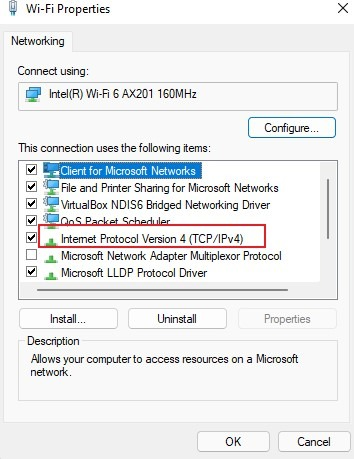 Wi-Fi Properties
Networking
Connect using:
Intel(R) Wi-Fi 6 AX201 160MHz
Configure...
This connection uses the following items:
Client for Microsoft Networks
File and Printer Sharing for Microsoft Networks
VirtualBox NDIS6 Bridged Networking Driver
QoS Packet Scheduler
Internet Protocol Version 4 (TCP/IPv4)
Microsoft Network Adapter Multiplexor Protocol
Microsoft LLDP Protocol Driver
Install... Uninstall Properties
Description
Allows your computer to access resources on a Microsoft
network.
OK Cancel